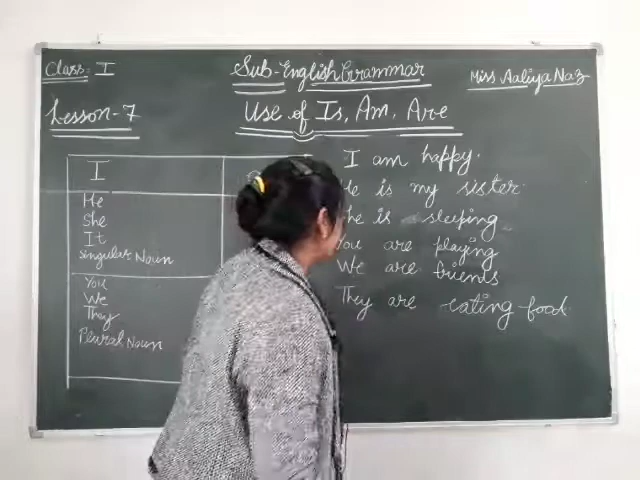 Class: I
Sub-English Grammar
Miss Aaliya Naz
Lesson-7
Use of Is, Am, Are
I
He
She
It
Singular Noun
You
We
They
Plural Noun
I am happy.
is my sister.
he is sleeping
You are playing
We are friends
They are eating food.